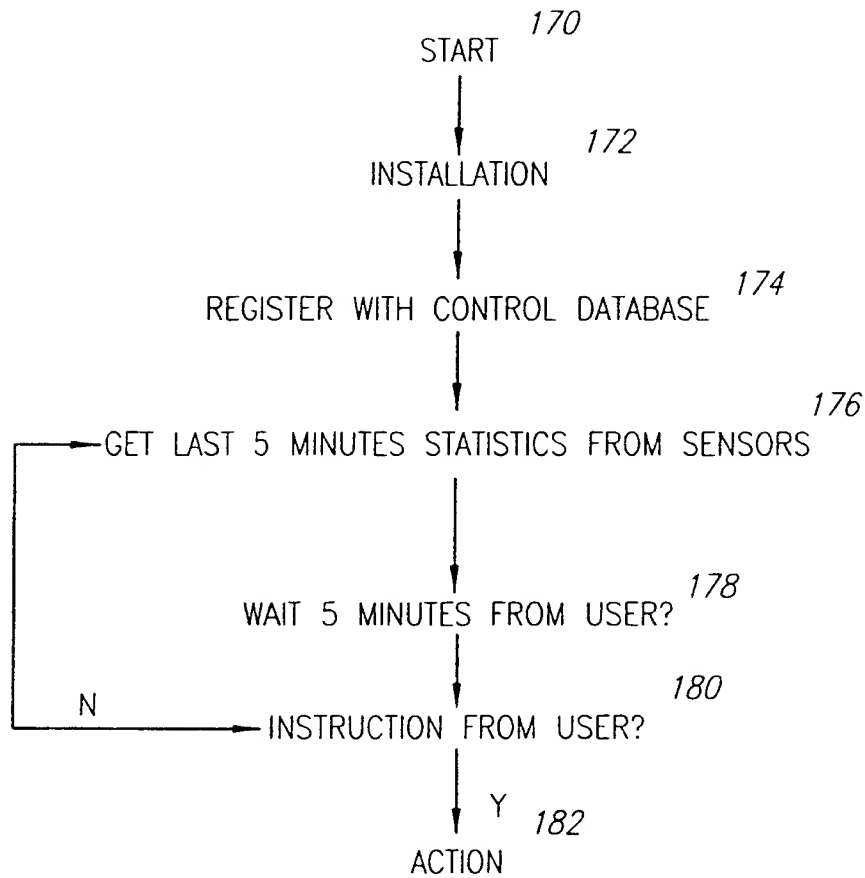 170
START
172
INSTALLATION
174
REGISTER WITH CONTROL DATABASE
176
GET LAST 5 MINUTES STATISTICS FROM SENSORS
178
WAIT 5 MINUTES FROM USER?
180
N
INSTRUCTION FROM USER?
Y
182
ACTION